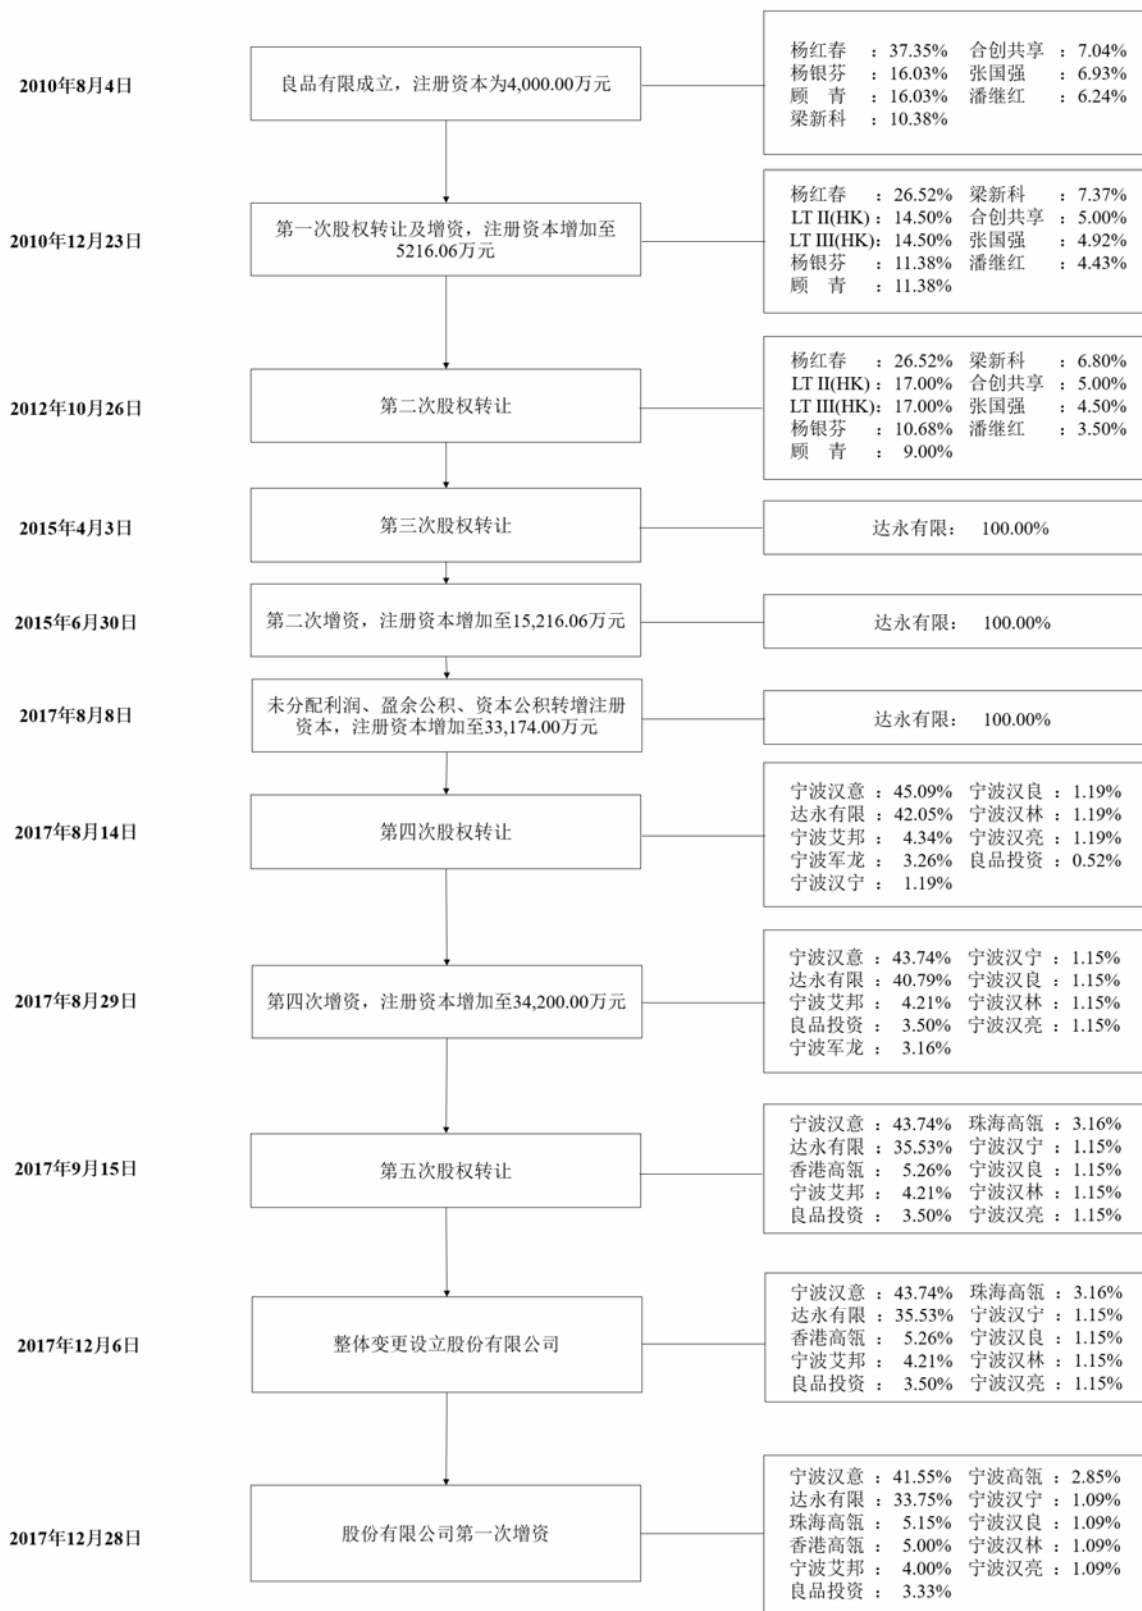 2010年8月4日
良品有限成立，注册资本为4,000.00万元
杨红春 ：37.35% 合创共享：7.04%
杨银芬 ：16.03% 张国强 ：6.93%
顾 青 ：16.03% 潘继红 ：6.24%
梁新科 ：10.38%
2010年12月23日
第一次股权转让及增资，注册资本增加至
5216.06万元
杨红春 ：26.52% 梁新科 ：7.37%
LT II(HK)：14.50% 合创共享 ：5.00%
LT III(HK)：14.50% 张国强 ：4.92%
杨银芬 ：11.38% 潘继红 ：4.43%
顾 青 ：11.38%
2012年10月26日
第二次股权转让
杨红春 ：26.52% 梁新科 ：6.80%
LT II(HK)：17.00% 合创共享 ：5.00%
LT III(HK)：17.00% 张国强 ：4.50%
杨银芬 ：10.68% 潘继红 ：3.50%
顾 青 ：9.00%
2015年4月3日
第三次股权转让
达永有限： 100.00%
2015年6月30日
第二次增资，注册资本增加至15,216.06万元
达永有限： 100.00%
2017年8月8日
未分配利润、盈余公积、资本公积转增注册
资本，注册资本增加至33,174.00万元
达永有限： 100.00%
2017年8月14日
第四次股权转让
宁波汉意 ：45.09% 宁波汉良 ：1.19%
达永有限 ：42.05% 宁波汉林 ：1.19%
宁波艾邦 ：4.34% 宁波汉亮 ：1.19%
宁波军龙 ：3.26% 良品投资 ：0.52%
宁波汉宁 ：1.19%
2017年8月29日
第四次增资，注册资本增加至34,200.00万元
宁波汉意 ：43.74% 宁波汉宁 ：1.15%
达永有限 ：40.79% 宁波汉良 ：1.15%
宁波艾邦 ：4.21% 宁波汉林 ：1.15%
良品投资 ：3.50% 宁波汉亮 ：1.15%
宁波军龙 ：3.16%
2017年9月15日
第五次股权转让
宁波汉意 ：43.74% 珠海高瓴 ：3.16%
达永有限 ：35.53% 宁波汉宁 ：1.15%
香港高瓴 ：5.26% 宁波汉良 ：1.15%
宁波艾邦 ：4.21% 宁波汉林 ：1.15%
良品投资 ：3.50% 宁波汉亮 ：1.15%
2017年12月6日
整体变更设立股份有限公司
宁波汉意 ：43.74% 珠海高瓴 ：3.16%
达永有限 ：35.53% 宁波汉宁 ：1.15%
香港高瓴 ：5.26% 宁波汉良 ：1.15%
宁波艾邦 ：4.21% 宁波汉林 ：1.15%
良品投资 ：3.50% 宁波汉亮 ：1.15%
2017年12月28日
股份有限公司第一次增资
宁波汉意 ：41.55% 宁波高瓴 ：2.85%
达永有限 ：33.75% 宁波汉宁 ：1.09%
珠海高瓴 ：5.15% 宁波汉良 ：1.09%
香港高瓴 ：5.00% 宁波汉林 ：1.09%
宁波艾邦 ：4.00% 宁波汉亮 ：1.09%
良品投资 ：3.33%